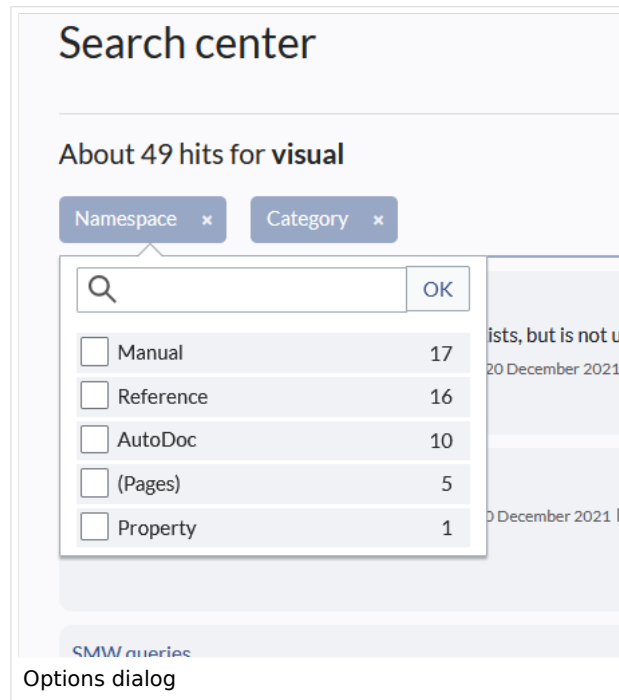 Search center
About 49 hits for visual
Namespace ×
Category ×
OK
ists, but is not
20 December 2021
Manual 17
Reference 16
AutoDoc 10
(Pages) 5
Property 1
December 2021
SMW queries
Options dialog